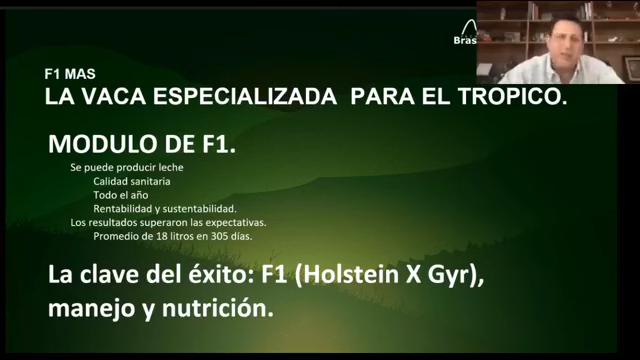 F1 MAS
LA VACA ESPECIALIZADA PARA EL TROPICO.
MODULO DE F1.
Se puede producir leche
Calidad sanitaria
Todo el año
Rentabilidad y sustentabilidad.
Los resultados superaron las expectativas.
Promedio de 18 litros en 305 días.
La clave del éxito: F1 (Holstein X Gyr),
manejo y nutrición.